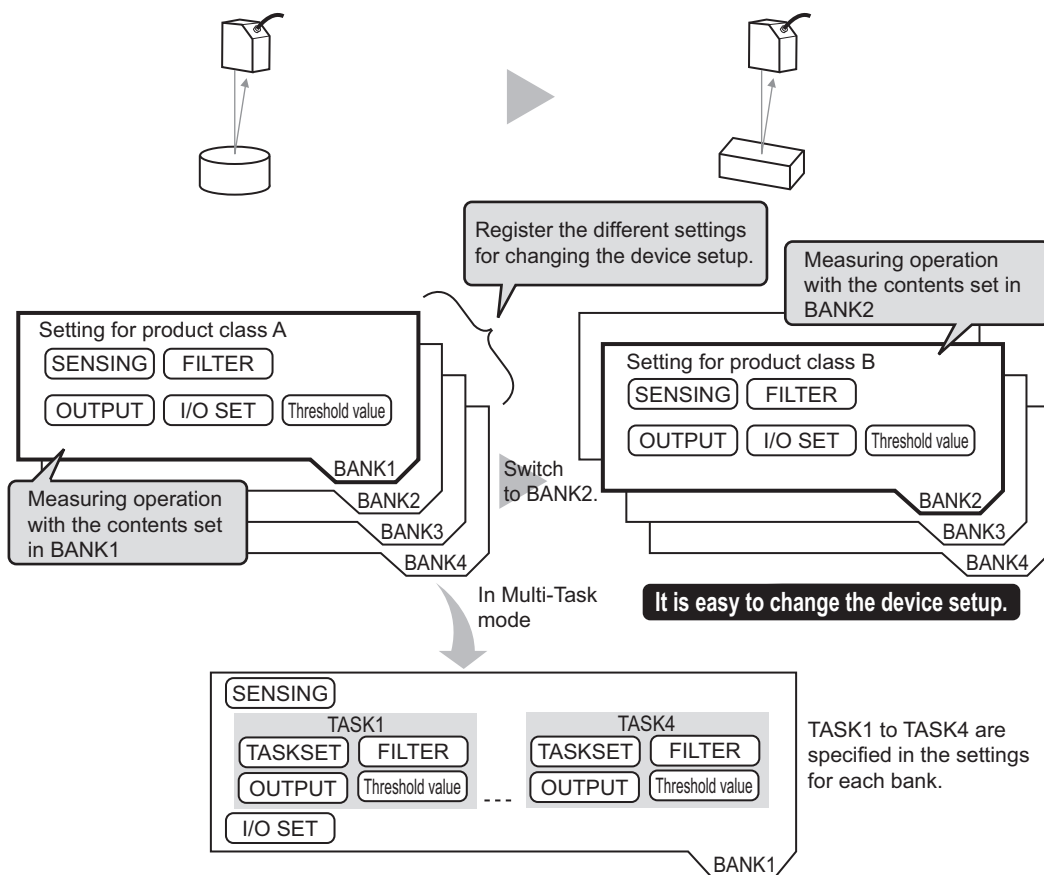 Register the different settings
for changing the device setup.
Measuring operation
with the contents set in
BANK2
Setting for product class A
SENSING FILTER
OUTPUT I/O SET Threshold value
BANK1
BANK2
BANK3
BANK4
Measuring operation
with the contents set
in BANK1
Switch
to BANK2.
Setting for product class B
SENSING FILTER
OUTPUT I/O SET Threshold value
BANK2
BANK3
BANK4
It is easy to change the device setup.
In Multi-Task
mode
SENSING
TASK1
TASKSET FILTER
OUTPUT Threshold value
---
TASK4
TASKSET FILTER
OUTPUT Threshold value
I/O SET
BANK1
TASK1 to TASK4 are
specified in the settings
for each bank.